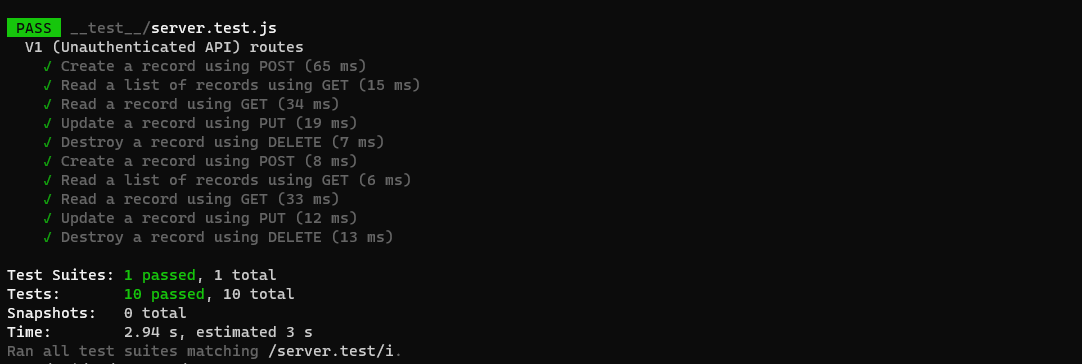 PASS __test__/server.test.js
V1 (Unauthenticated API) routes
✓ Create a record using POST (65 ms)
✓ Read a list of records using GET (15 ms)
✓ Read a record using GET (34 ms)
✓ Update a record using PUT (19 ms)
✓ Destroy a record using DELETE (7 ms)
✓ Create a record using POST (8 ms)
✓ Read a list of records using GET (6 ms)
✓ Read a record using GET (33 ms)
✓ Update a record using PUT (12 ms)
✓ Destroy a record using DELETE (13 ms)
Test Suites: 1 passed, 1 total
Tests: 10 passed, 10 total
Snapshots: 0 total
Time: 2.94 s, estimated 3 s
Ran all test suites matching /server.test/i.